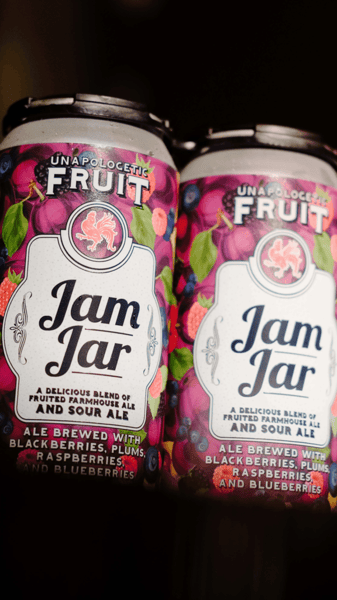 UNAPOLOGETIC
FRUIT
Jam
Jar
A DELICIOUS BLEND OF
FRUITED FARMHOUSE ALE
AND SOUR ALE
ALE BREWED WITH
BLACKBERRIES, PLUMS,
RASPBERRIES,
AND BLUEBERRIES
UNAPOLOGETIC
FRUIT
Jam
Jar
A DELICIOUS BLEND OF
FRUITED FARMHOUSE ALE
AND SOUR ALE
ALE BREWED WITH
BLACKBERRIES, PLUMS,
RASPBERRIES,
AND BLUEBERRIES